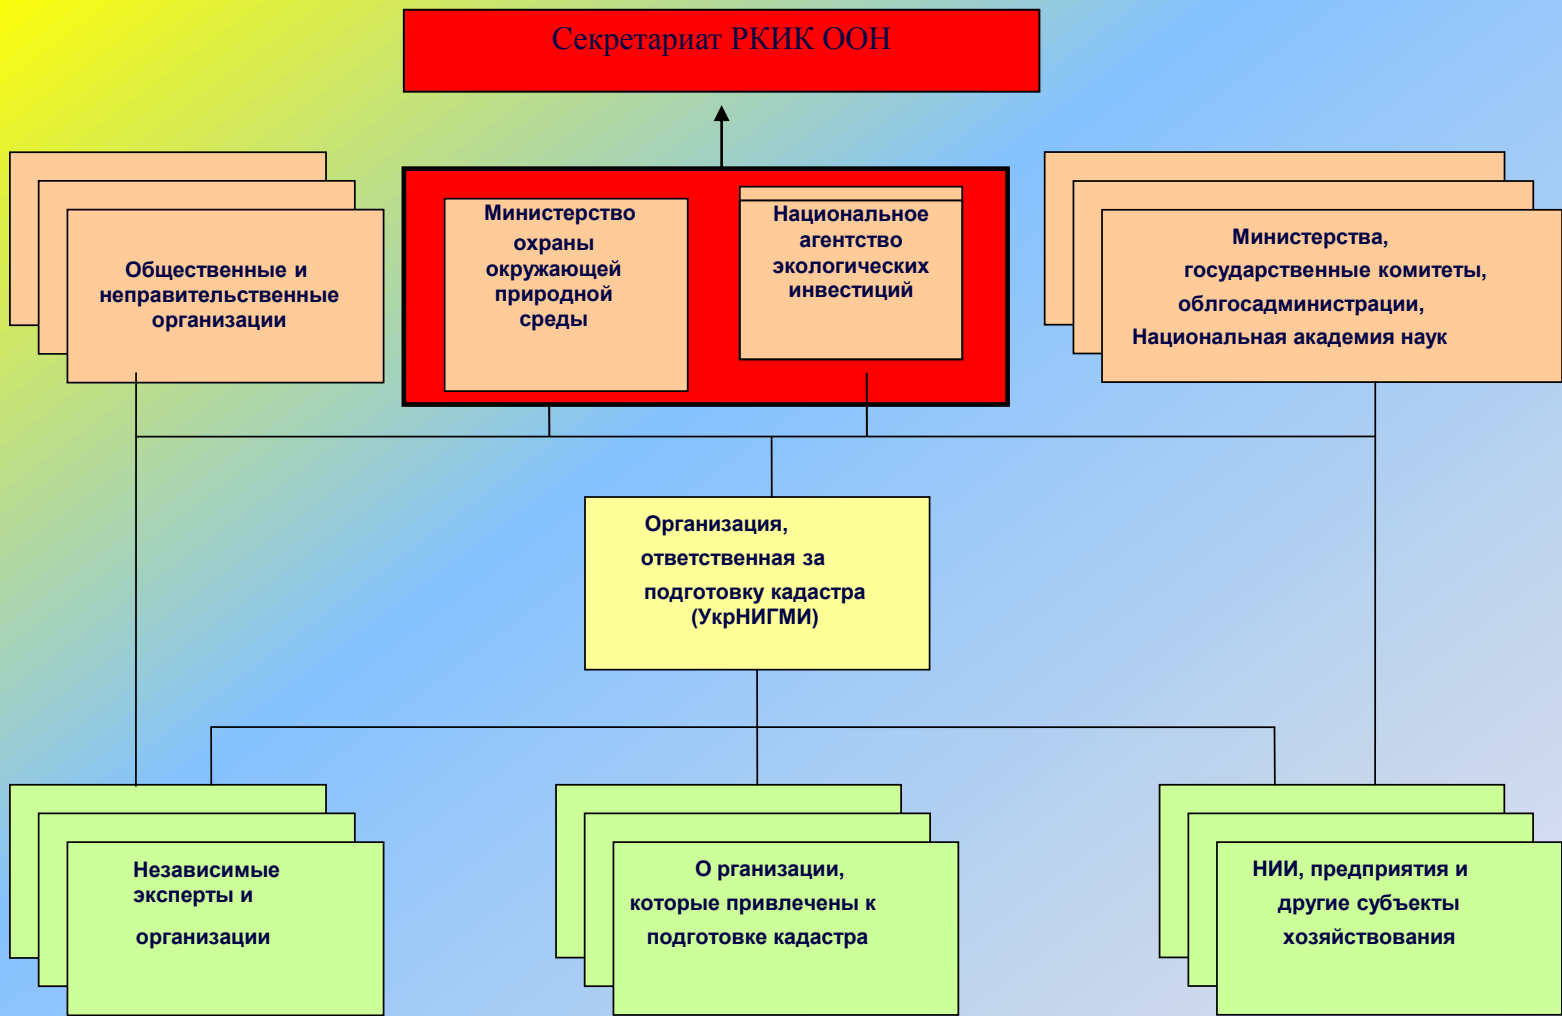 Секретариат РКИК ООН
Общественные и
неправительственные
организации
Министерство
охраны
окружающей
природной
среды
Национальное
агентство
экологических
инвестиций
Министерства,
государственные комитеты,
облгосадминистрации,
Национальная академия наук
Организация,
ответственная за
подготовку кадастра
(УкрНИГМИ)
Независимые
эксперты и
организации
О рганизации,
которые привлечены к
подготовке кадастра
НИИ, предприятия и
другие субъекты
хозяйствования